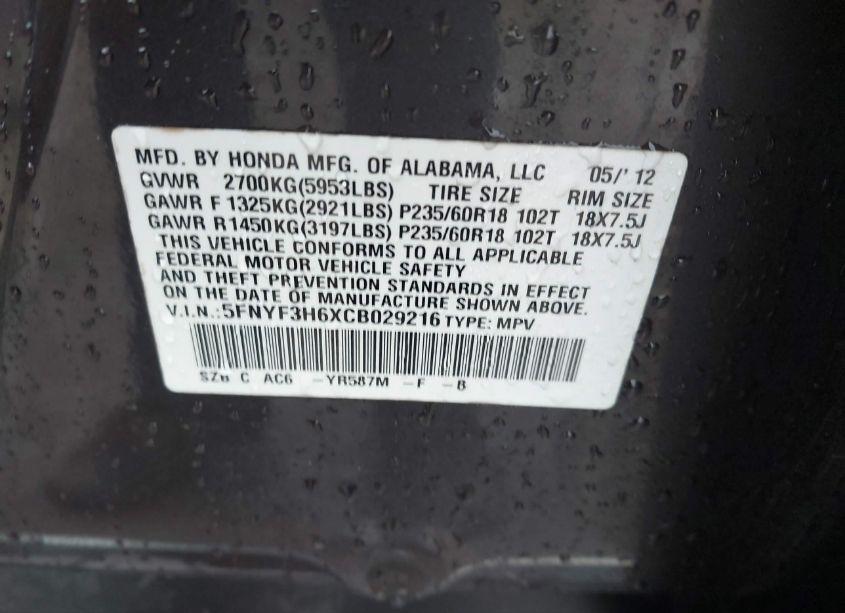 MFD. BY HONDA MFG. OF ALABAMA, LLC 05/'12
GVWR 2700KG(5953LBS) TIRE SIZE RIM SIZE
GAWR F 1325KG(2921LBS) P235/60R18 102T 18X7.5J
GAWR R1450KG(3197LBS) P235/60R18 102T 18X7.5J
THIS VEHICLE CONFORMS TO ALL APPLICABLE
FEDERAL MOTOR VEHICLE SAFETY
AND THEFT PREVENTION STANDARDS IN EFFECT
ON THE DATE OF MANUFACTURE SHOWN ABOVE.
V.I.N.: 5FNYF3H6XCB029216 TYPE: MPV
C AC6 -YR587M -F -B